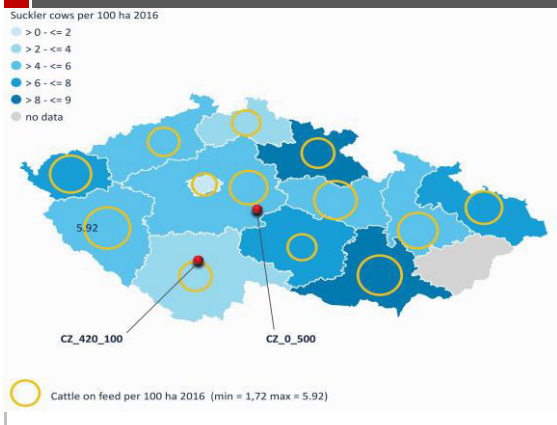 Suckler cows per 100 ha 2016
> 0 - <= 2
> 2 - <= 4
> 4 - <= 6
> 6 - <= 8
> 8 - <= 9
no data
5.92
CZ_420_100
CZ_0_500
Cattle on feed per 100 ha 2016 (min = 1,72 max = 5.92)